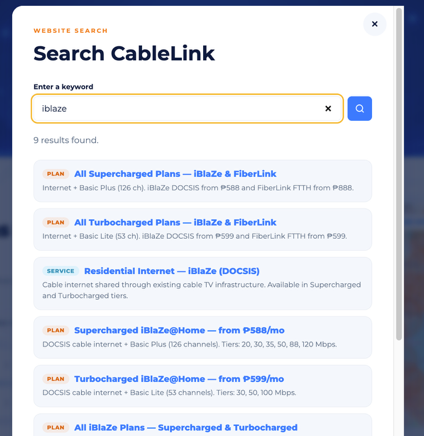 WEBSITE SEARCH
Search CableLink
Enter a keyword
iblaze
9 results found.
PLAN All Supercharged Plans — iBlaZe & FiberLink
Internet + Basic Plus (126 ch). iBlaZe DOCSIS from ₱588 and FiberLink FTTH from ₱888.
PLAN All Turbocharged Plans — iBlaZe & FiberLink
Internet + Basic Lite (53 ch). iBlaZe DOCSIS from ₱599 and FiberLink FTTH from ₱599.
SERVICE Residential Internet — iBlaZe (DOCSIS)
Cable internet shared through existing cable TV infrastructure. Available in Supercharged
and Turbocharged tiers.
PLAN Supercharged iBlaZe@Home — from ₱588/mo
DOCSIS cable internet + Basic Plus (126 channels). Tiers: 20, 30, 35, 50, 88, 120 Mbps.
PLAN Turbocharged iBlaZe@Home — from ₱599/mo
DOCSIS cable internet + Basic Lite (53 channels). Tiers: 30, 50, 100 Mbps.
PLAN All iBlaZe Plans — Supercharged & Turbocharged